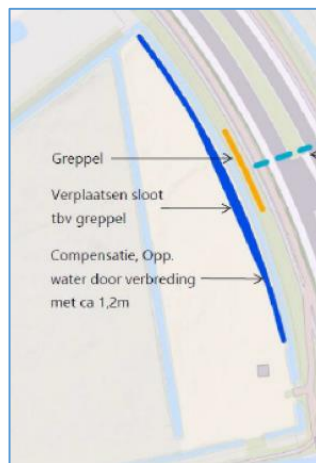 Greppel
Verplaatsen sloot
tbv greppel
Compensatie, Opp.
water door verbreding
met ca 1,2m